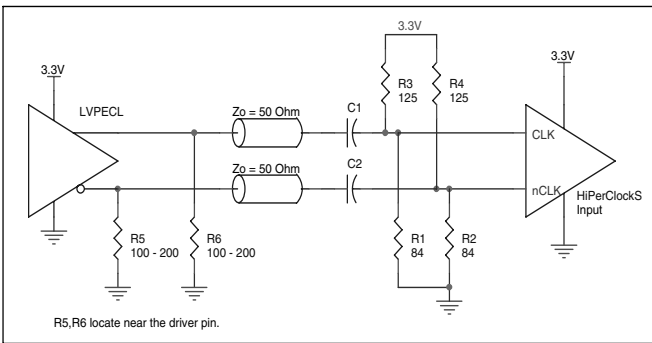 3.3V
3.3V
3.3V
LVPECL
R3
125
R4
125
Zo = 50 Ohm
C1
CLK
Zo = 50 Ohm
C2
nCLK
HiPerClockS
Input
R5
100 - 200
R6
100 - 200
R1
84
R2
84
R5,R6 locate near the driver pin.